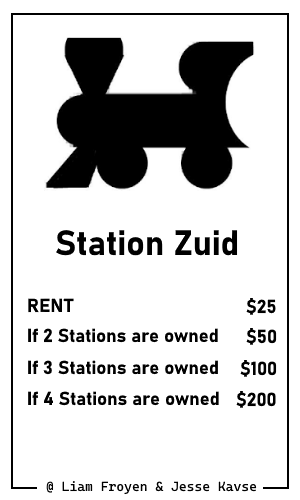 Station Zuid
RENT $25
If 2 Stations are owned $50
If 3 Stations are owned $100
If 4 Stations are owned $200
@ Liam Froyen & Jesse Kavse